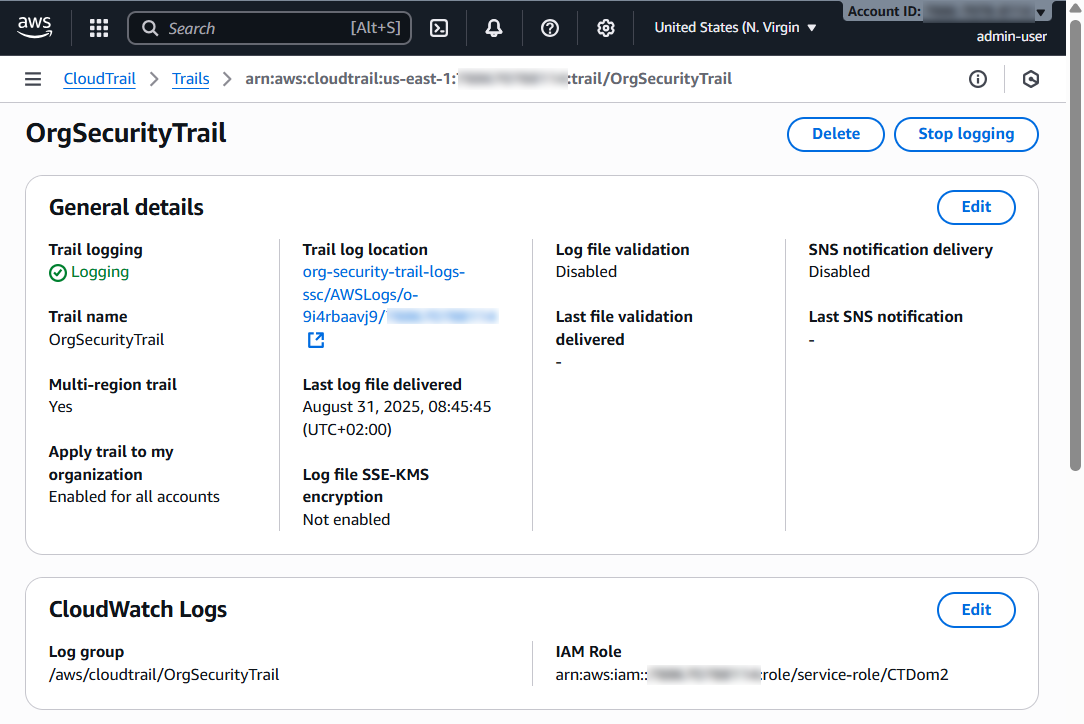 aws
Search [Alt+S]
United States (N. Virgin
Account ID:
admin-user
CloudTrail
Trails
arn:aws:cloudtrail:us-east-1: :trail/OrgSecurityTrail
OrgSecurityTrail
Delete
Stop logging
General details
Edit
Trail logging
Logging
Trail name
OrgSecurityTrail
Multi-region trail
Yes
Apply trail to my
organization
Enabled for all accounts
Trail log location
org-security-trail-logs-
ssc/AWSLogs/o-
9i4rbaavj9/
Last log file delivered
August 31, 2025, 08:45:45
(UTC+02:00)
Log file SSE-KMS
encryption
Not enabled
Log file validation
Disabled
Last file validation
delivered
-
SNS notification delivery
Disabled
Last SNS notification
-
CloudWatch Logs
Edit
Log group
/aws/cloudtrail/OrgSecurityTrail
IAM Role
arn:aws:iam:: :role/service-role/CTDom2